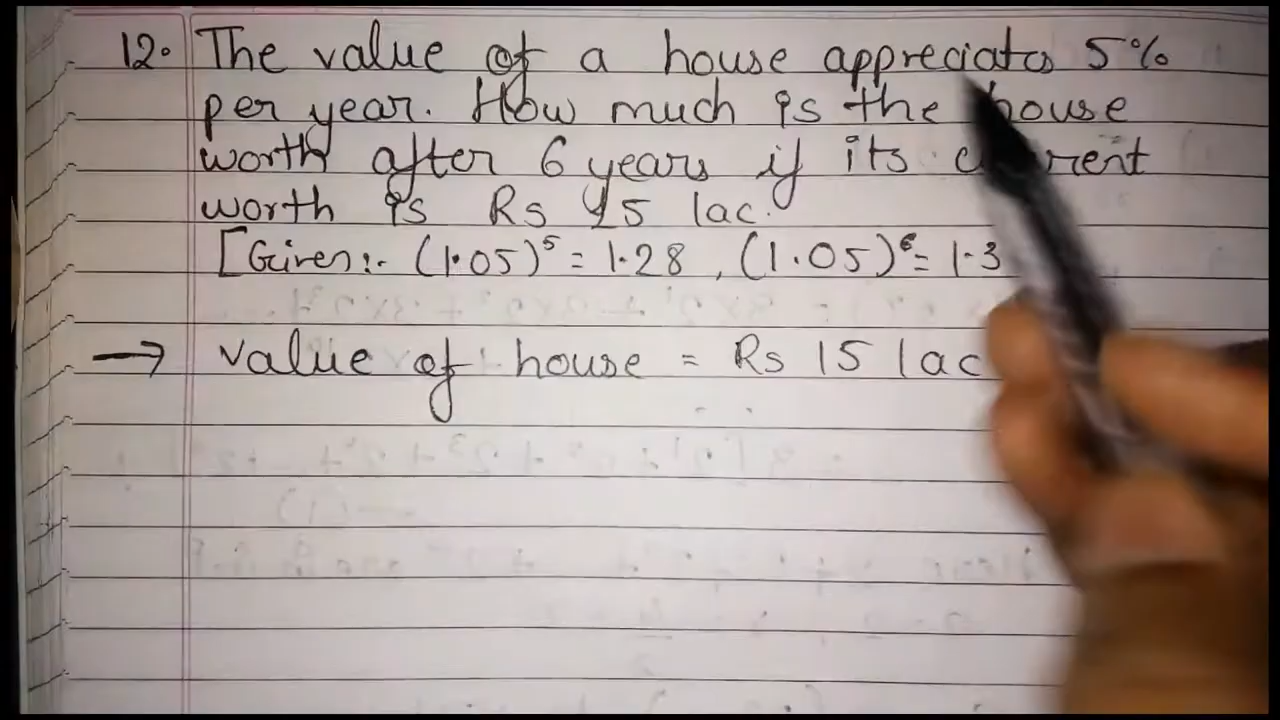 12. The value of a house appreciates 5%
per year. How much is the house
worth after 6 years if its
worth is Rs 15 lac.
[Given:- (1.05)⁵ = 1.28, (1.05)⁶ = 1.3
→ value of house = Rs 15 lac